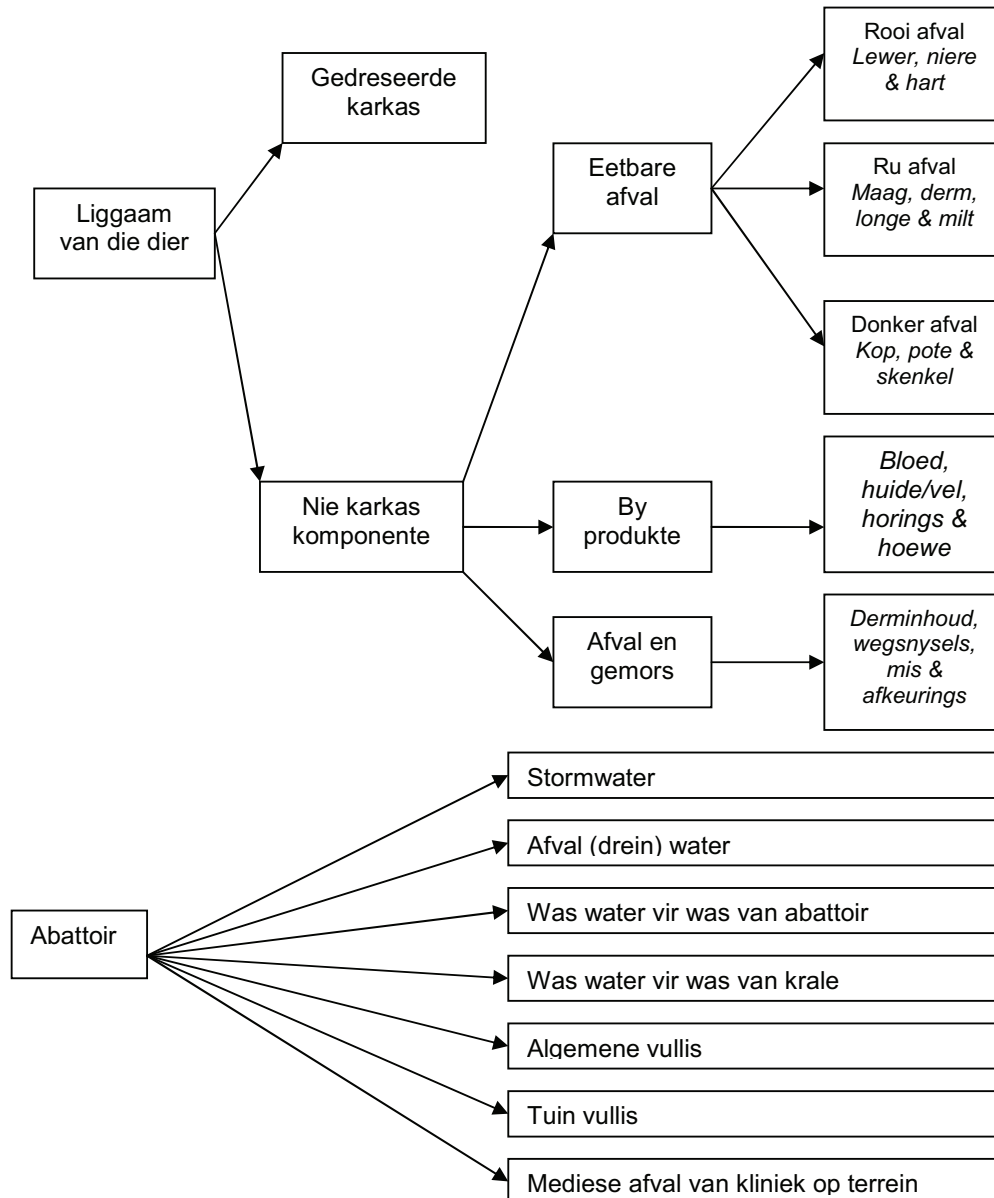 Rooi afval
Lewer, niere
& hart
Gedreseerde
karkas
Eetbare
afval
Ru afval
Maag, derm,
longe & milt
Liggaam
van die dier
Donker afval
Kop, pote &
skenkel
Nie karkas
komponente
By
produkte
Bloed,
huide/vel,
horings &
hoewe
Afval en
gemors
Derminhoud,
wegsnysels,
mis &
afkeurings
Stormwater
Afval (drein) water
Abattoir
Was water vir was van abattoir
Was water vir was van krale
Algemene vullis
Tuin vullis
Mediese afval van kliniek op terrein